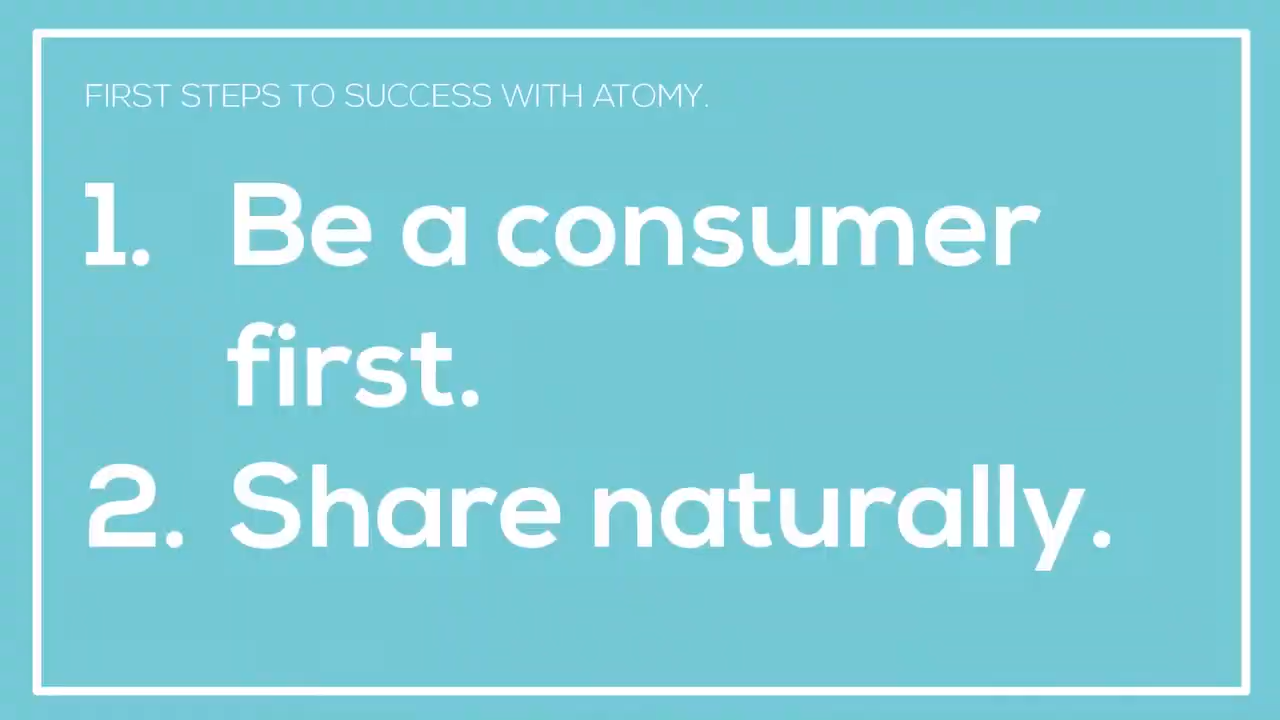 FIRST STEPS TO SUCCESS WITH ATOMY.
1. Be a consumer
first.
2. Share naturally.